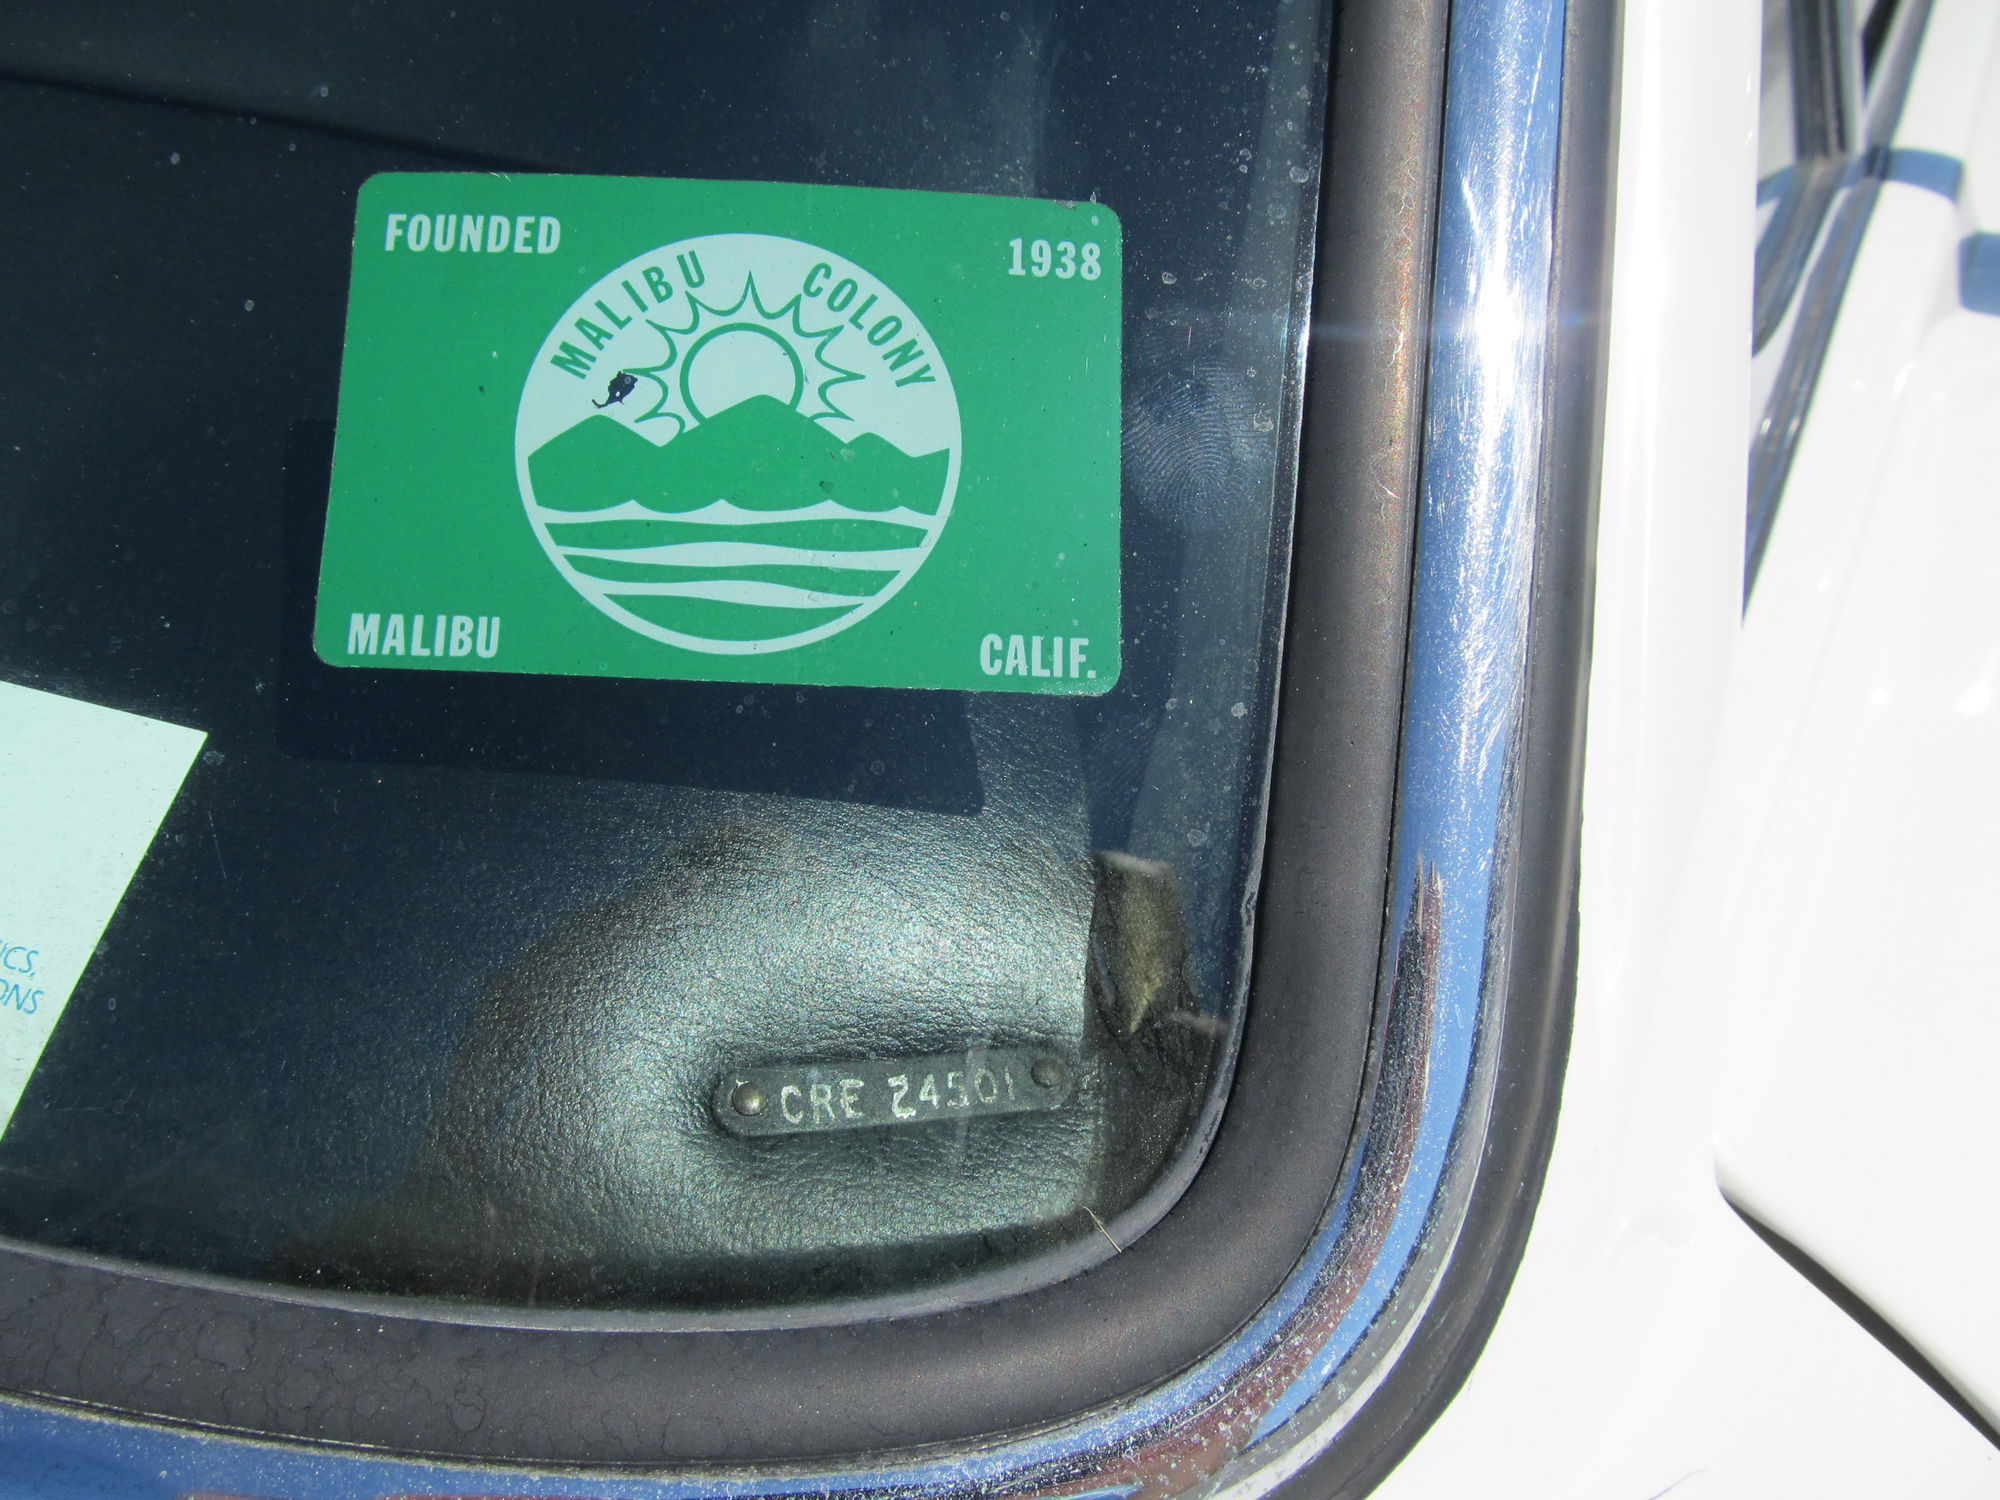 FOUNDED
1938
MALIBU COLONY
MALIBU
CALIF.
CRE 24501